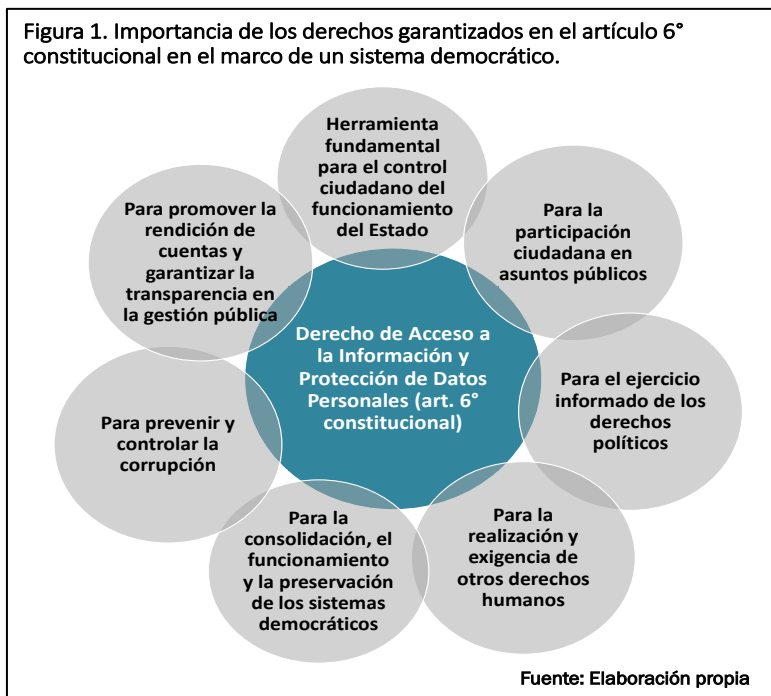 Figura 1. Importancia de los derechos garantizados en el artículo 6°
constitucional en el marco de un sistema democrático.
Herramienta
fundamental
para el control
ciudadano del
funcionamiento
del Estado
Para la
participación
ciudadana en
asuntos públicos
Para el ejercicio
informado de los
derechos
políticos
Para la
realización y
exigencia de
otros derechos
humanos
Para la
consolidación, el
funcionamiento
y la preservación
de los sistemas
democráticos
Para prevenir y
controlar la
corrupción
Para promover la
rendición de
cuentas y
garantizar la
transparencia en
la gestión pública
Derecho de Acceso a
la Información y
Protección de Datos
Personales (art. 6°
constitucional)
Fuente: Elaboración propia